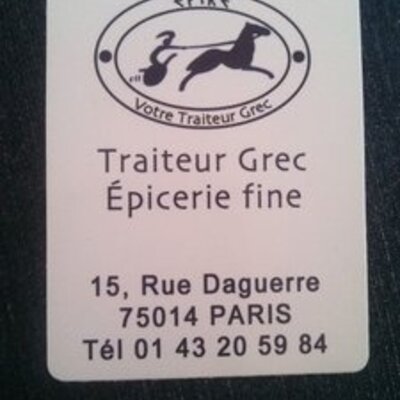 Votre Traiteur Grec
Traiteur Grec
Épicerie fine
15, Rue Daguerre
75014 PARIS
Tél 01 43 20 59 84